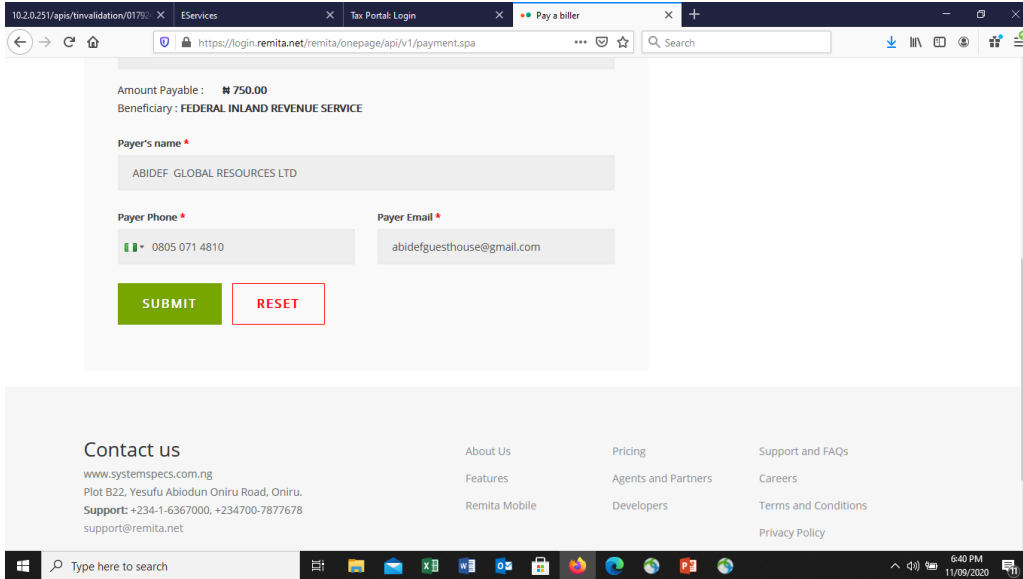 10.2.0.251/apis/tinvalidation/01792
EServices
Tax Portal: Login
Pay a biller
https://login.remita.net/remita/onepage/api/v1/payment.spa
Search
Amount Payable : ₦ 750.00
Beneficiary : FEDERAL INLAND REVENUE SERVICE
Payer's name *
ABIDEF GLOBAL RESOURCES LTD
Payer Phone * Payer Email *
0805 071 4810 abidefguesthouse@gmail.com
SUBMIT RESET
Contact us
www.systemspecs.com.ng
Plot B22, Yesufu Abiodun Oniru Road, Oniru.
Support: +234-1-6367000, +234700-7877678
support@remita.net
About Us
Features
Remita Mobile
Pricing
Agents and Partners
Developers
Support and FAQs
Careers
Terms and Conditions
Privacy Policy
Type here to search
6:40 PM
11/09/2020
11